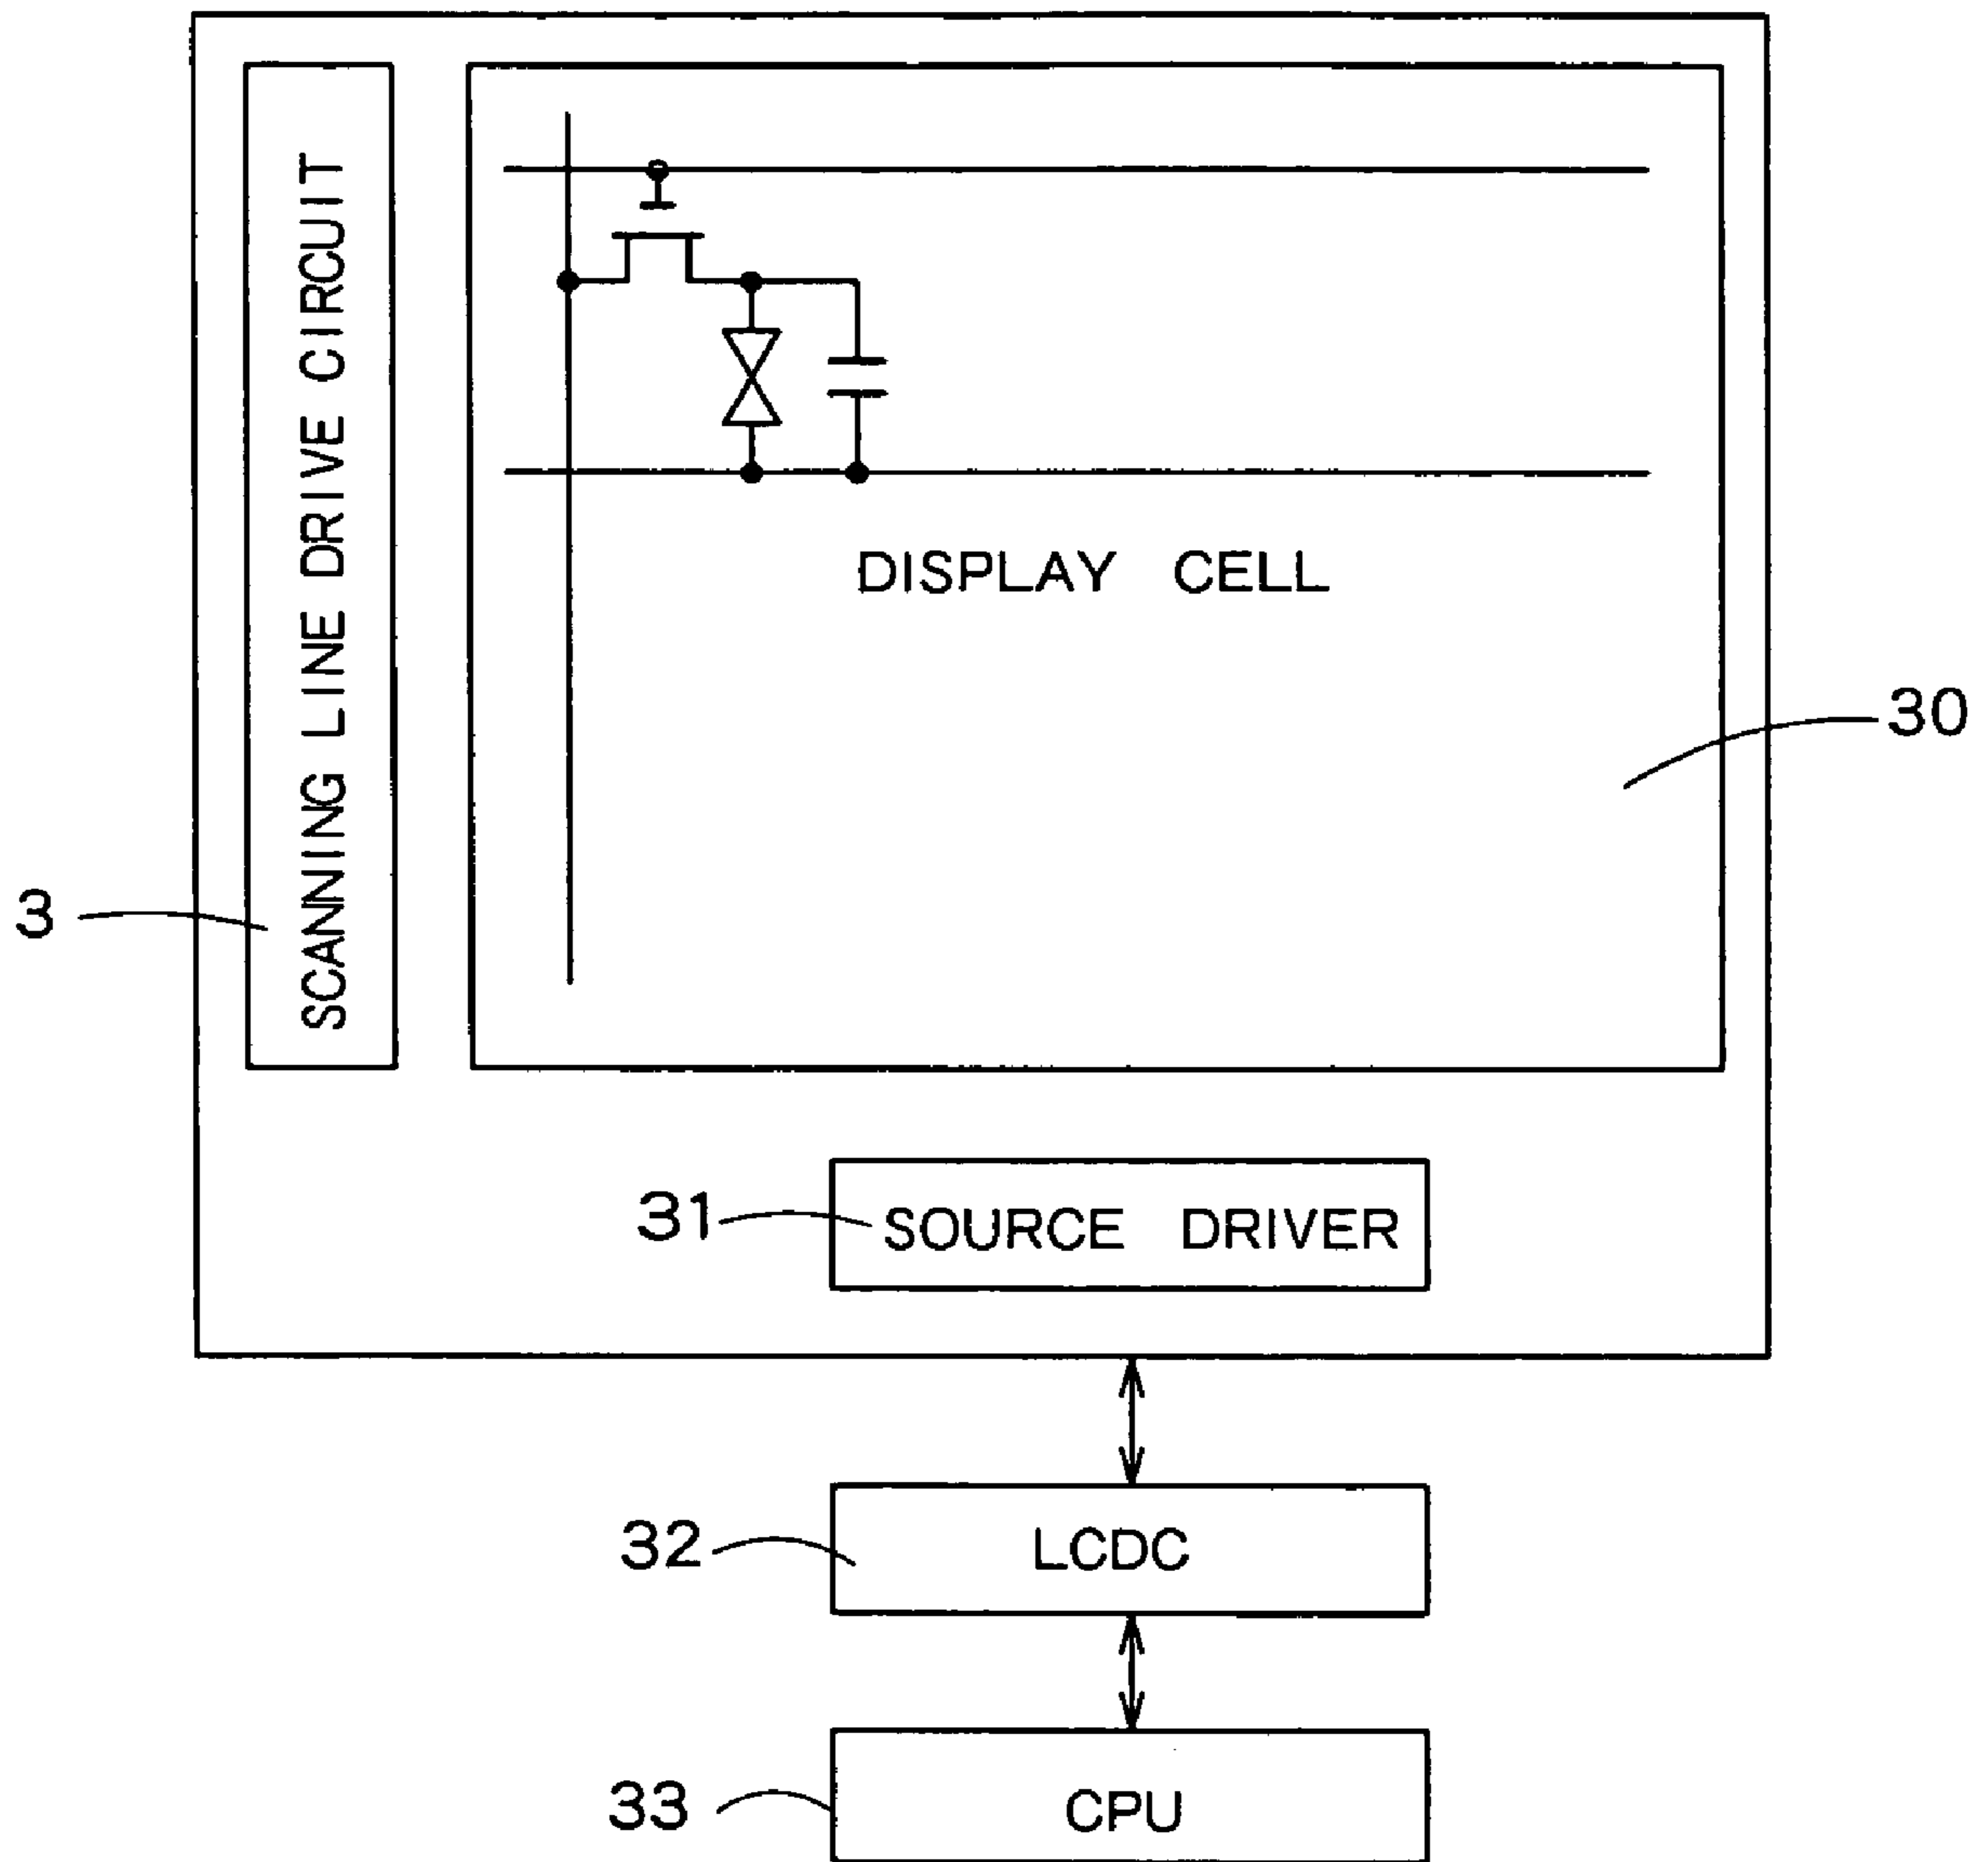 SCANNING LINE DRIVE CIRCUIT
DISPLAY CELL
30
3
31
SOURCE DRIVER
32
LCDC
33
CPU